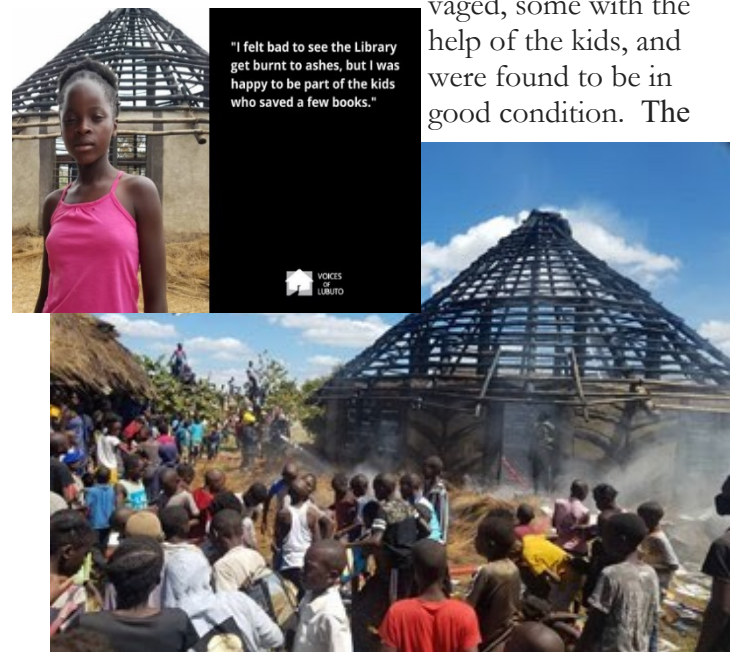 "I felt bad to see the Library
get burnt to ashes, but I was
happy to be part of the kids
who saved a few books."
VOICES
OF
LUBUTO
vaged, some with the
help of the kids, and
were found to be in
good condition. The